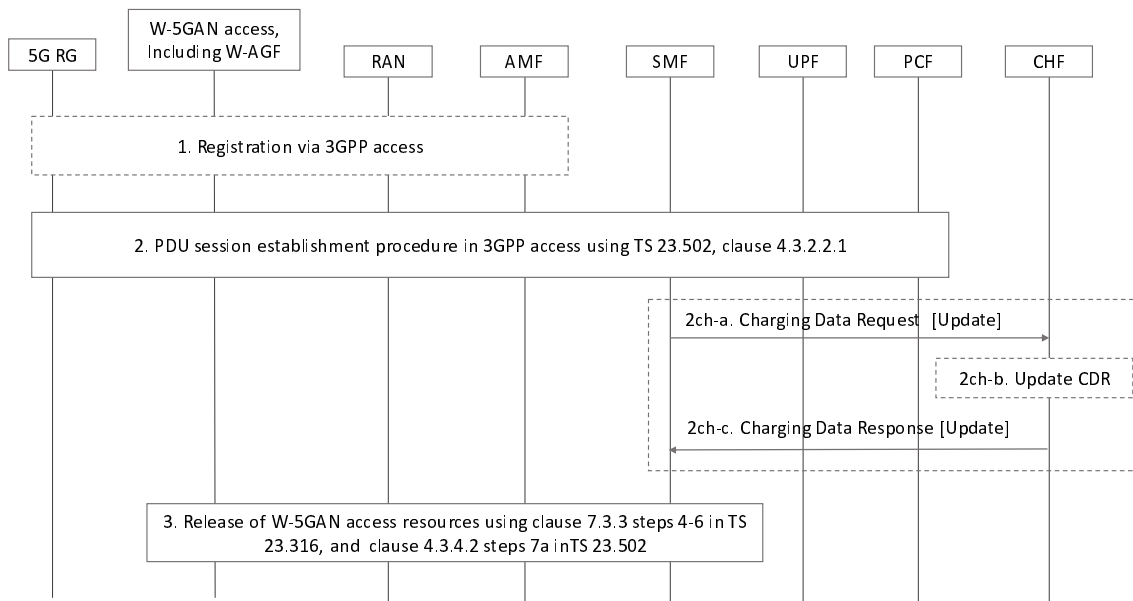 5G RG
W-5GAN access,
Including W-AGF
RAN
AMF
SMF
UPF
PCF
CHF
1. Registration via 3GPP access
2. PDU session establishment procedure in 3GPP access using TS 23.502, clause 4.3.2.2.1
2ch-a. Charging Data Request [Update]
2ch-b. Update CDR
2ch-c. Charging Data Response [Update]
3. Release of W-5GAN access resources using clause 7.3.3 steps 4-6 in TS
23.316, and clause 4.3.4.2 steps 7a inTS 23.502